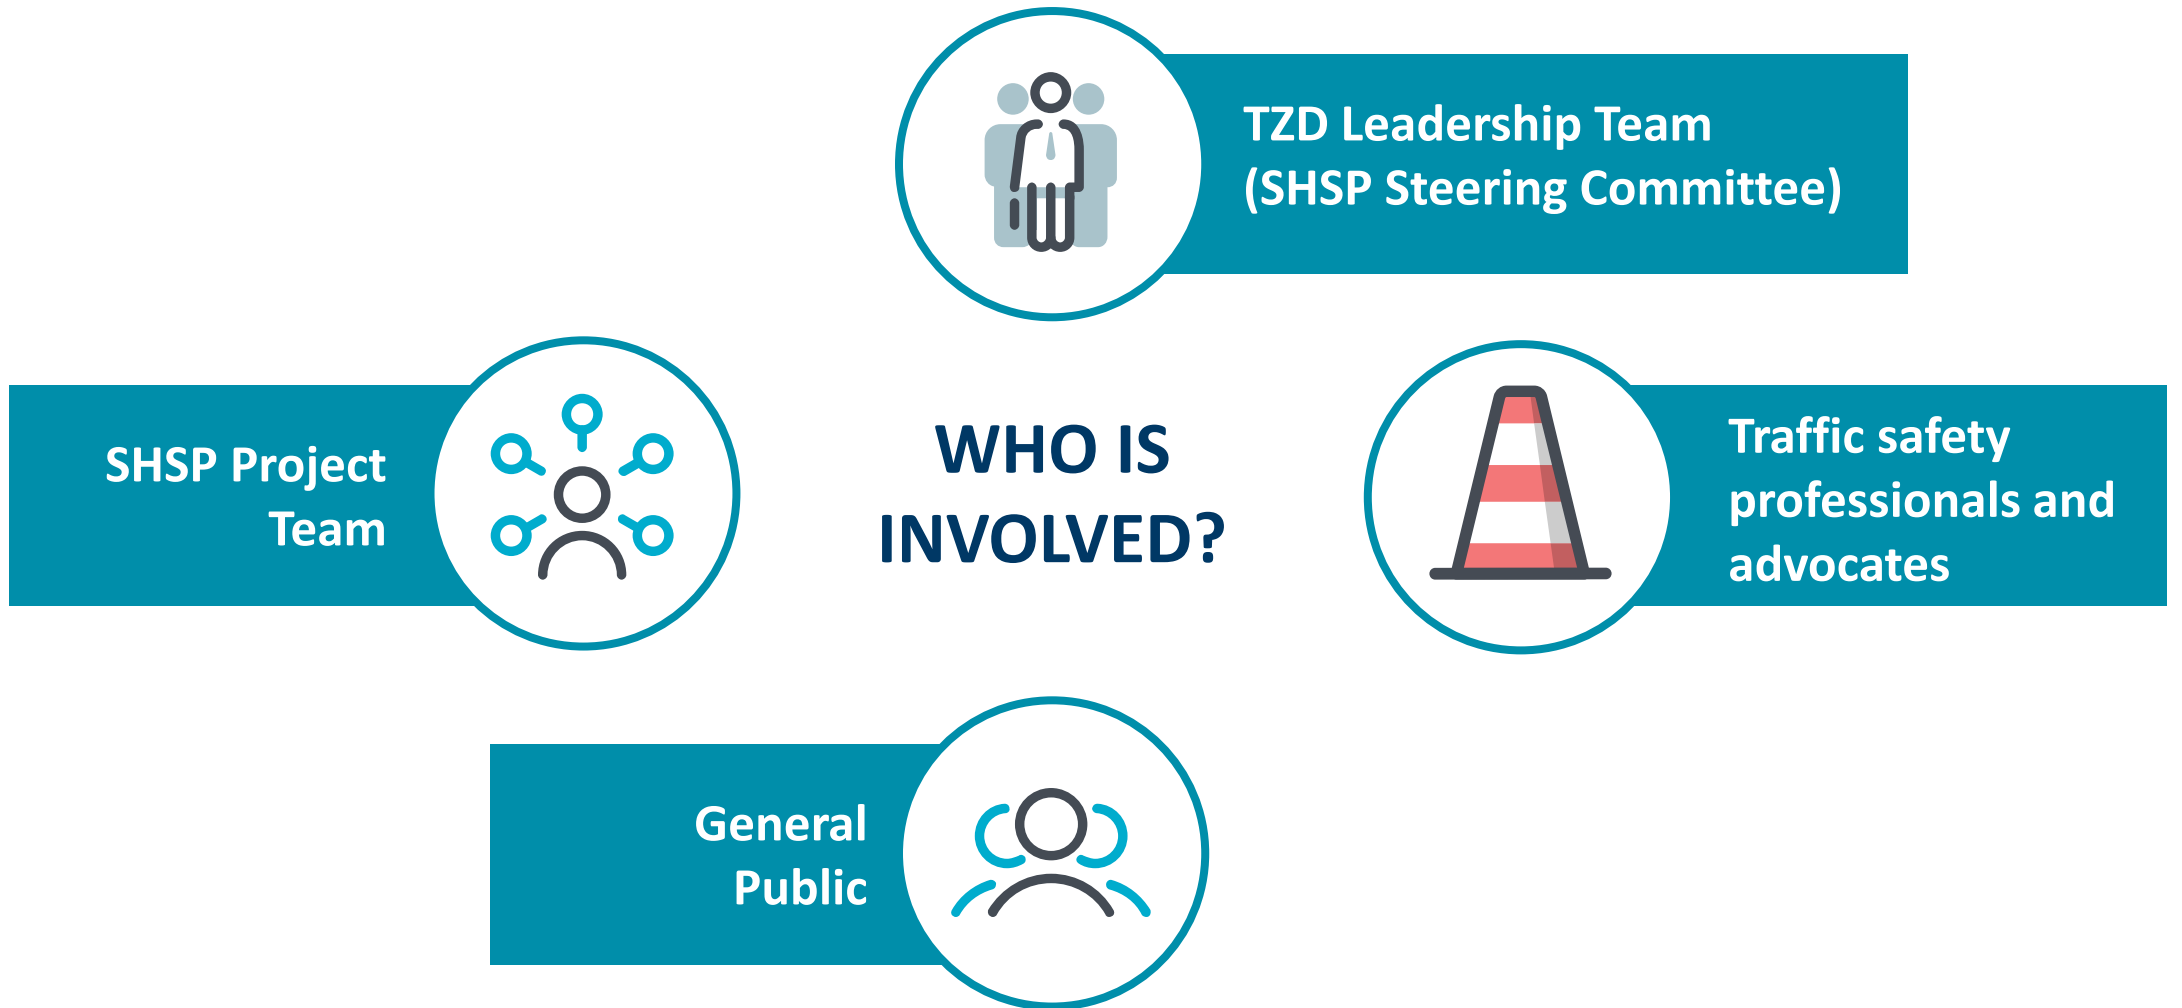 TZD Leadership Team
(SHSP Steering Committee)
SHSP Project
Team
WHO IS
INVOLVED?
Traffic safety
professionals and
advocates
General
Public